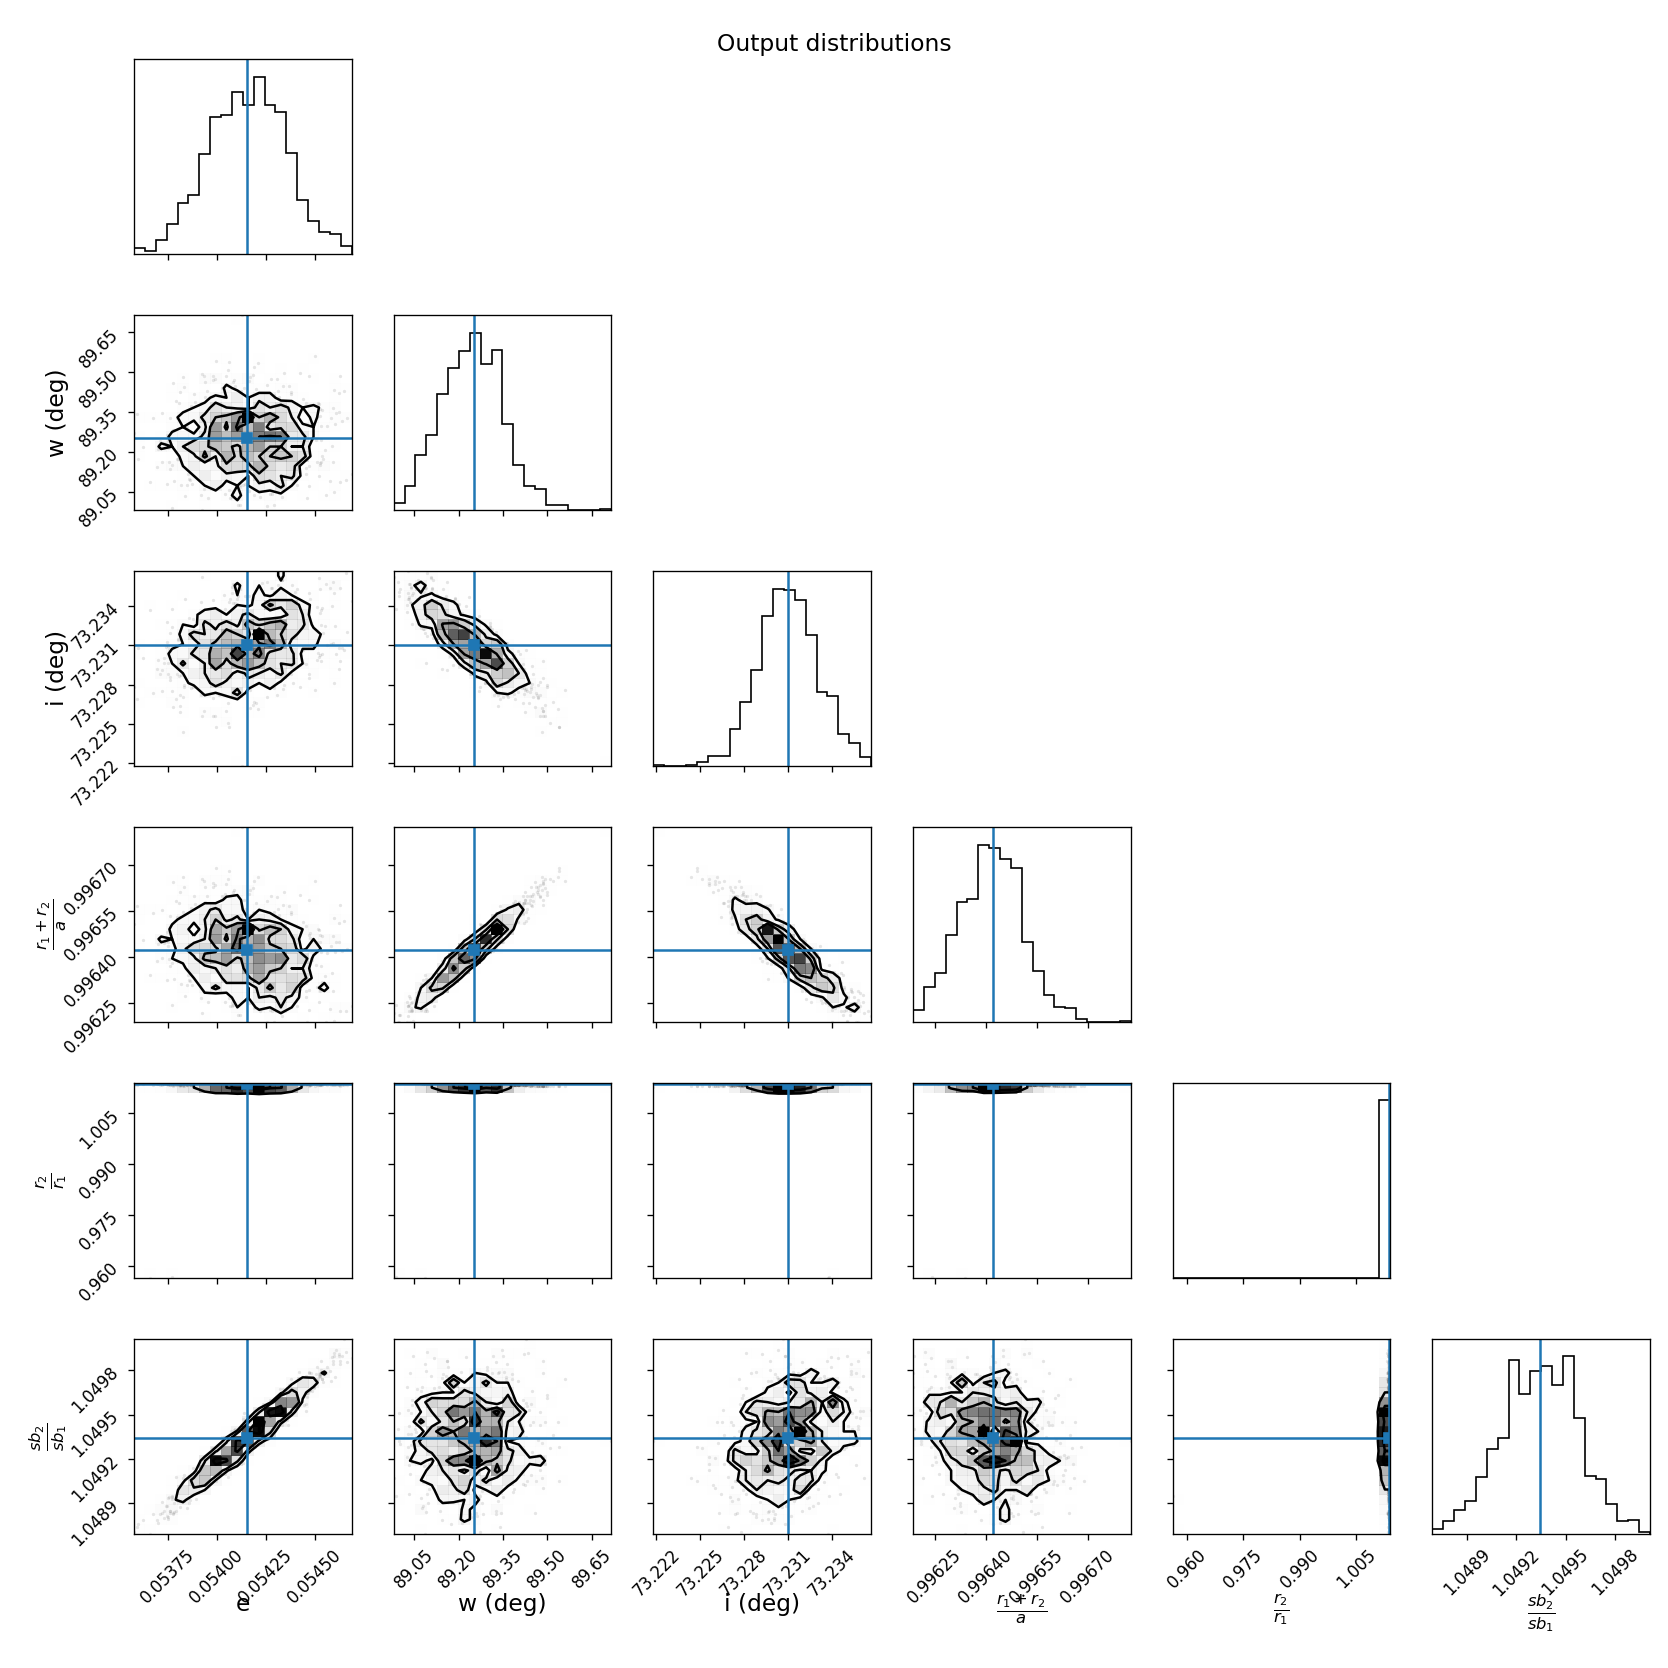 Output distributions
w (deg)
89.65
89.50
89.35
89.20
89.05
i (deg)
73.234
73.231
73.228
73.225
73.222
r₁ + r₂
a
0.99670
0.99655
0.99640
0.99625
r₂
r₁
1.005
0.990
0.975
0.960
sb₂
sb₁
1.0498
1.0495
1.0492
1.0489
0.05375 0.05400 0.05425 0.05450
89.05 89.20 89.35 89.50 89.65
73.222 73.225 73.228 73.231 73.234
0.99625 0.99640 0.99655 0.99670
0.960 0.975 0.990 1.005
1.0489 1.0492 1.0495 1.0498
e
w (deg)
i (deg)
r₁ + r₂
a
r₂
r₁
sb₂
sb₁